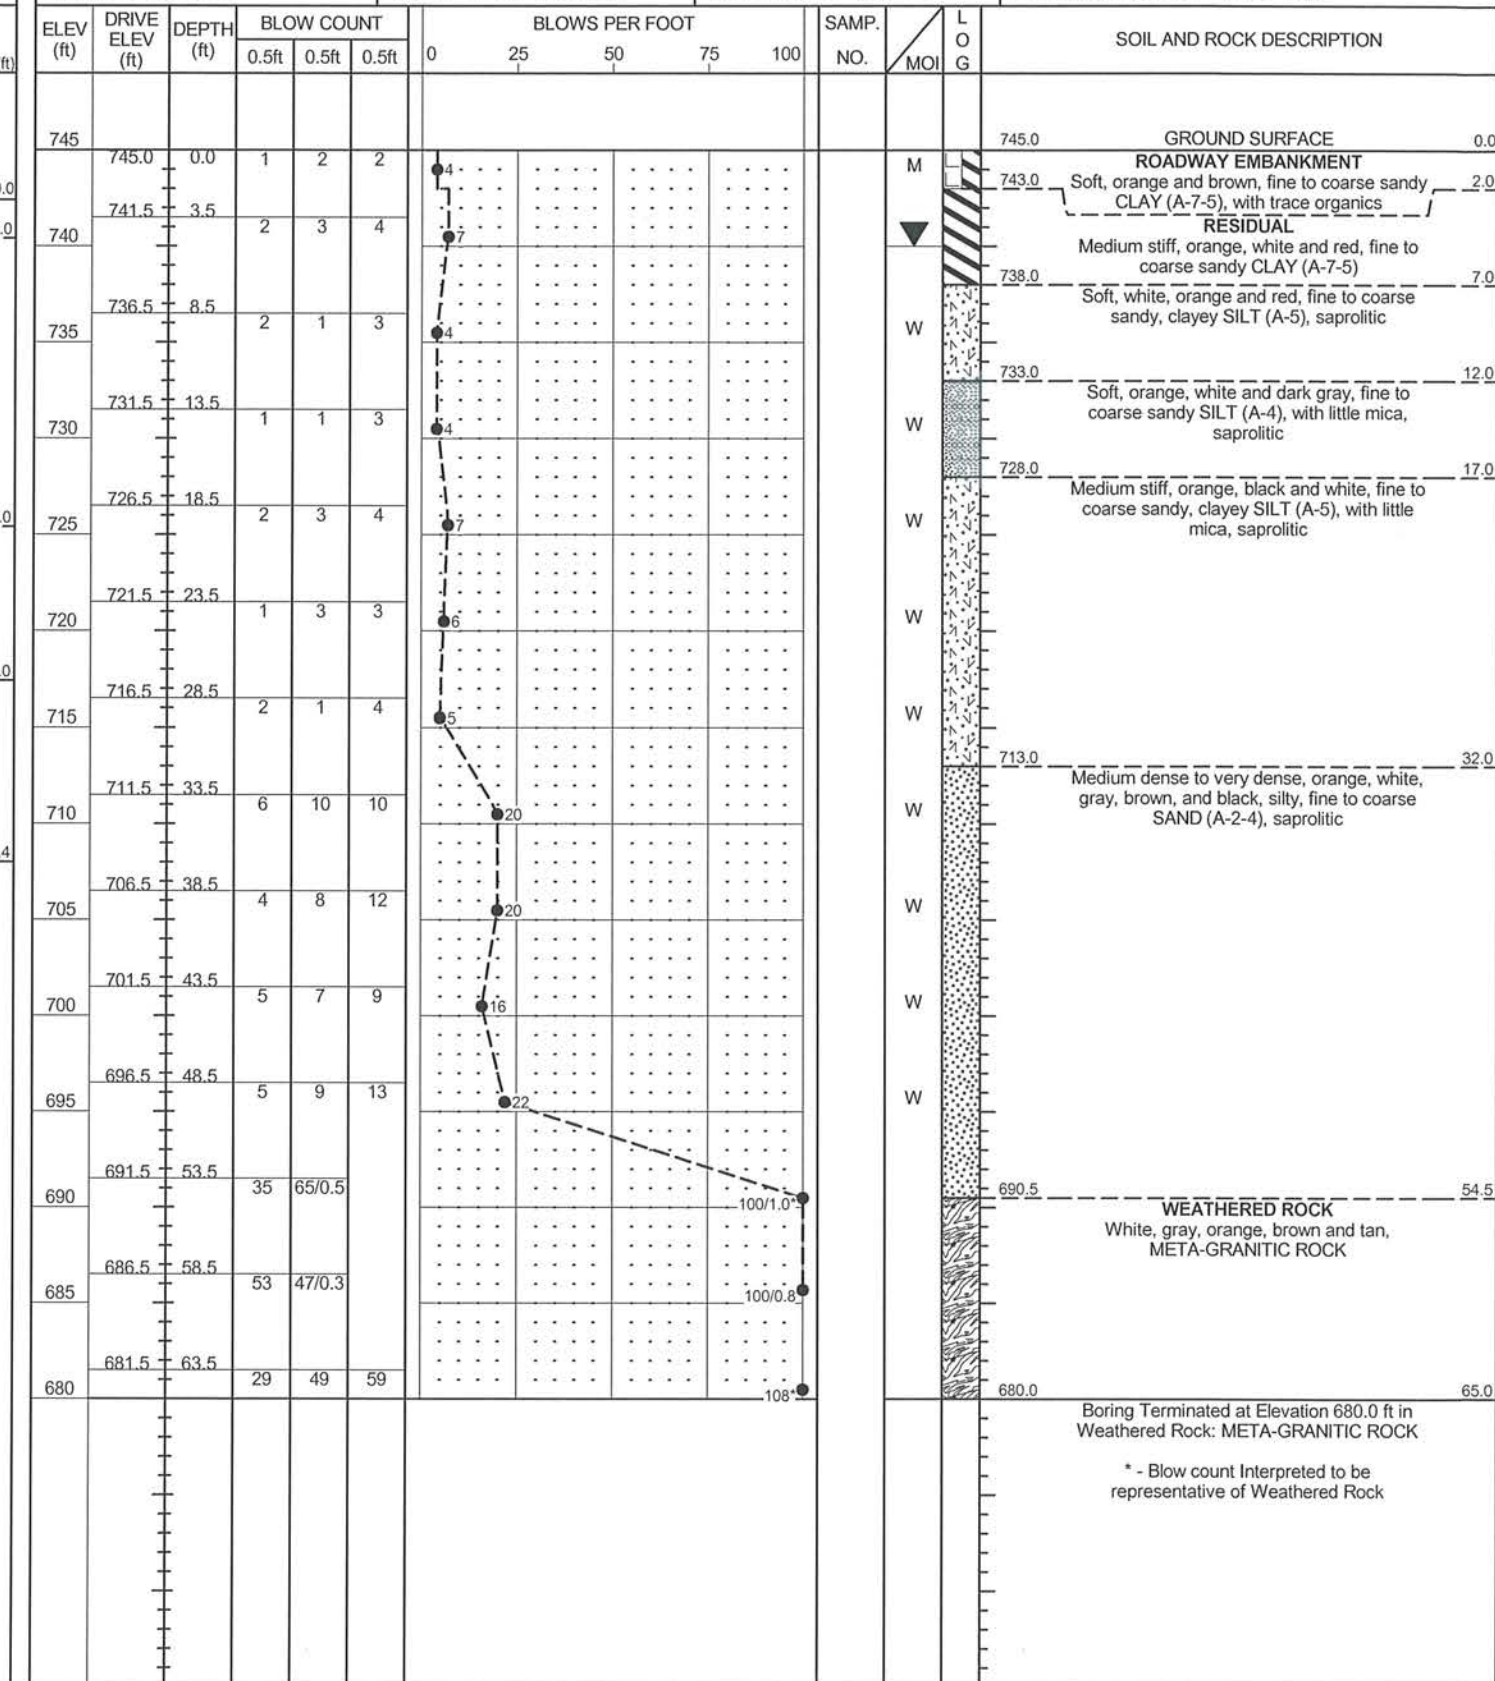 ELEV (ft) DRIVE ELEV (ft) DEPTH (ft) BLOW COUNT BLOWS PER FOOT SAMP. NO. MOI LOG SOIL AND ROCK DESCRIPTION
0.5ft 0.5ft 0.5ft 0 25 50 75 100
ft)
745 745.0 GROUND SURFACE 0.0
745.0 0.0 1 2 2 4 M ROADWAY EMBANKMENT
743.0 Soft, orange and brown, fine to coarse sandy 2.0
CLAY (A-7-5), with trace organics
0.0
741.5 3.5 2 3 4 7 RESIDUAL
.0
740 Medium stiff, orange, white and red, fine to
coarse sandy CLAY (A-7-5)
738.0 7.0
Soft, white, orange and red, fine to coarse
sandy, clayey SILT (A-5), saprolitic
736.5 8.5 2 1 3 4 W
735
733.0 12.0
Soft, orange, white and dark gray, fine to
coarse sandy SILT (A-4), with little mica,
saprolitic
731.5 13.5 1 1 3 4 W
730
728.0 17.0
Medium stiff, orange, black and white, fine to
coarse sandy, clayey SILT (A-5), with little
mica, saprolitic
726.5 18.5 2 3 4 7 W
.0
725
721.5 23.5 1 3 3 6 W
720
.0
716.5 28.5 2 1 4 5 W
715
713.0 32.0
Medium dense to very dense, orange, white,
gray, brown, and black, silty, fine to coarse
SAND (A-2-4), saprolitic
711.5 33.5 6 10 10 20 W
710
.4
706.5 38.5 4 8 12 20 W
705
701.5 43.5 5 7 9 16 W
700
696.5 48.5 5 9 13 22 W
695
691.5 53.5 35 65/0.5 100/1.0*
690 690.5 54.5
WEATHERED ROCK
White, gray, orange, brown and tan,
META-GRANITIC ROCK
686.5 58.5 53 47/0.3 100/0.8
685
681.5 63.5 29 49 59 108*
680 680.0 65.0
Boring Terminated at Elevation 680.0 ft in
Weathered Rock: META-GRANITIC ROCK
* - Blow count Interpreted to be
representative of Weathered Rock